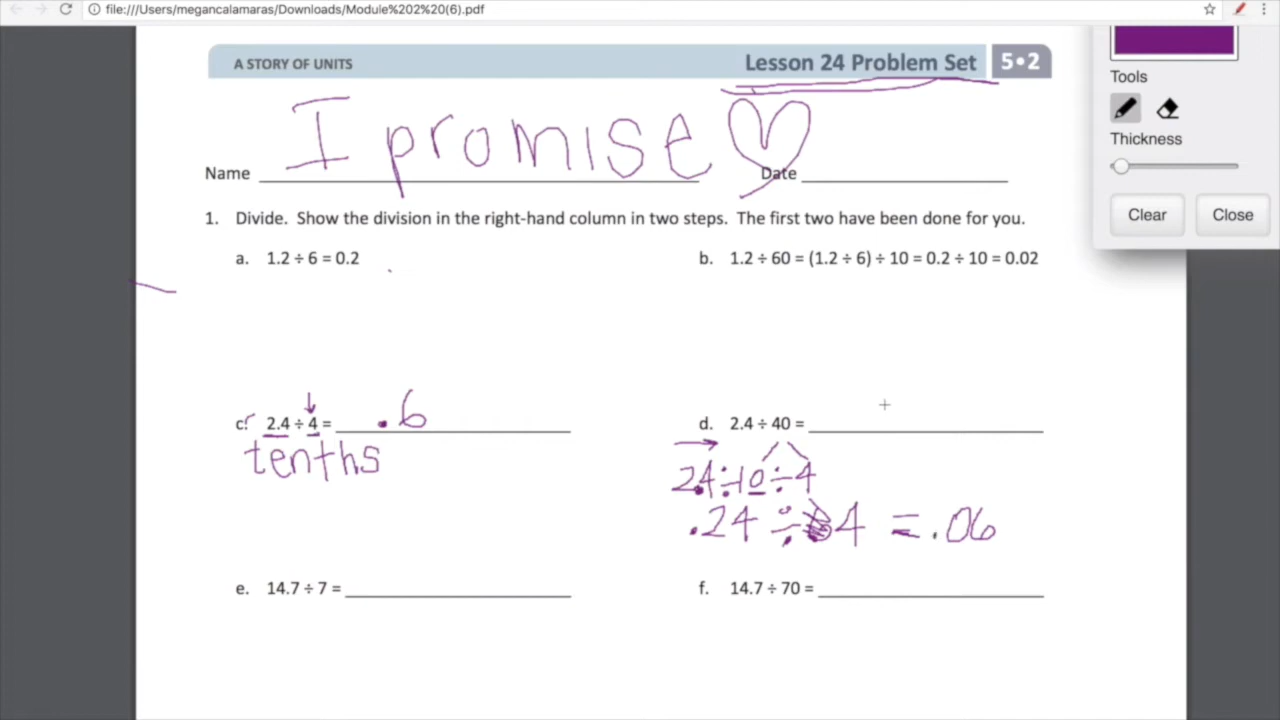 file:///Users/megancalamaras/Downloads/Module%202%20(6).pdf
A STORY OF UNITS
Lesson 24 Problem Set 5•2
Tools
Thickness
Clear Close
I promise
Name Date
1. Divide. Show the division in the right-hand column in two steps. The first two have been done for you.
a. 1.2 ÷ 6 = 0.2
b. 1.2 ÷ 60 = (1.2 ÷ 6) ÷ 10 = 0.2 ÷ 10 = 0.02
c. 2.4 ÷ 4 = .6
tenths
d. 2.4 ÷ 40 =
2.4 ÷ 10 ÷ 4
.24 ÷ 4 = .06
e. 14.7 ÷ 7 =
f. 14.7 ÷ 70 =